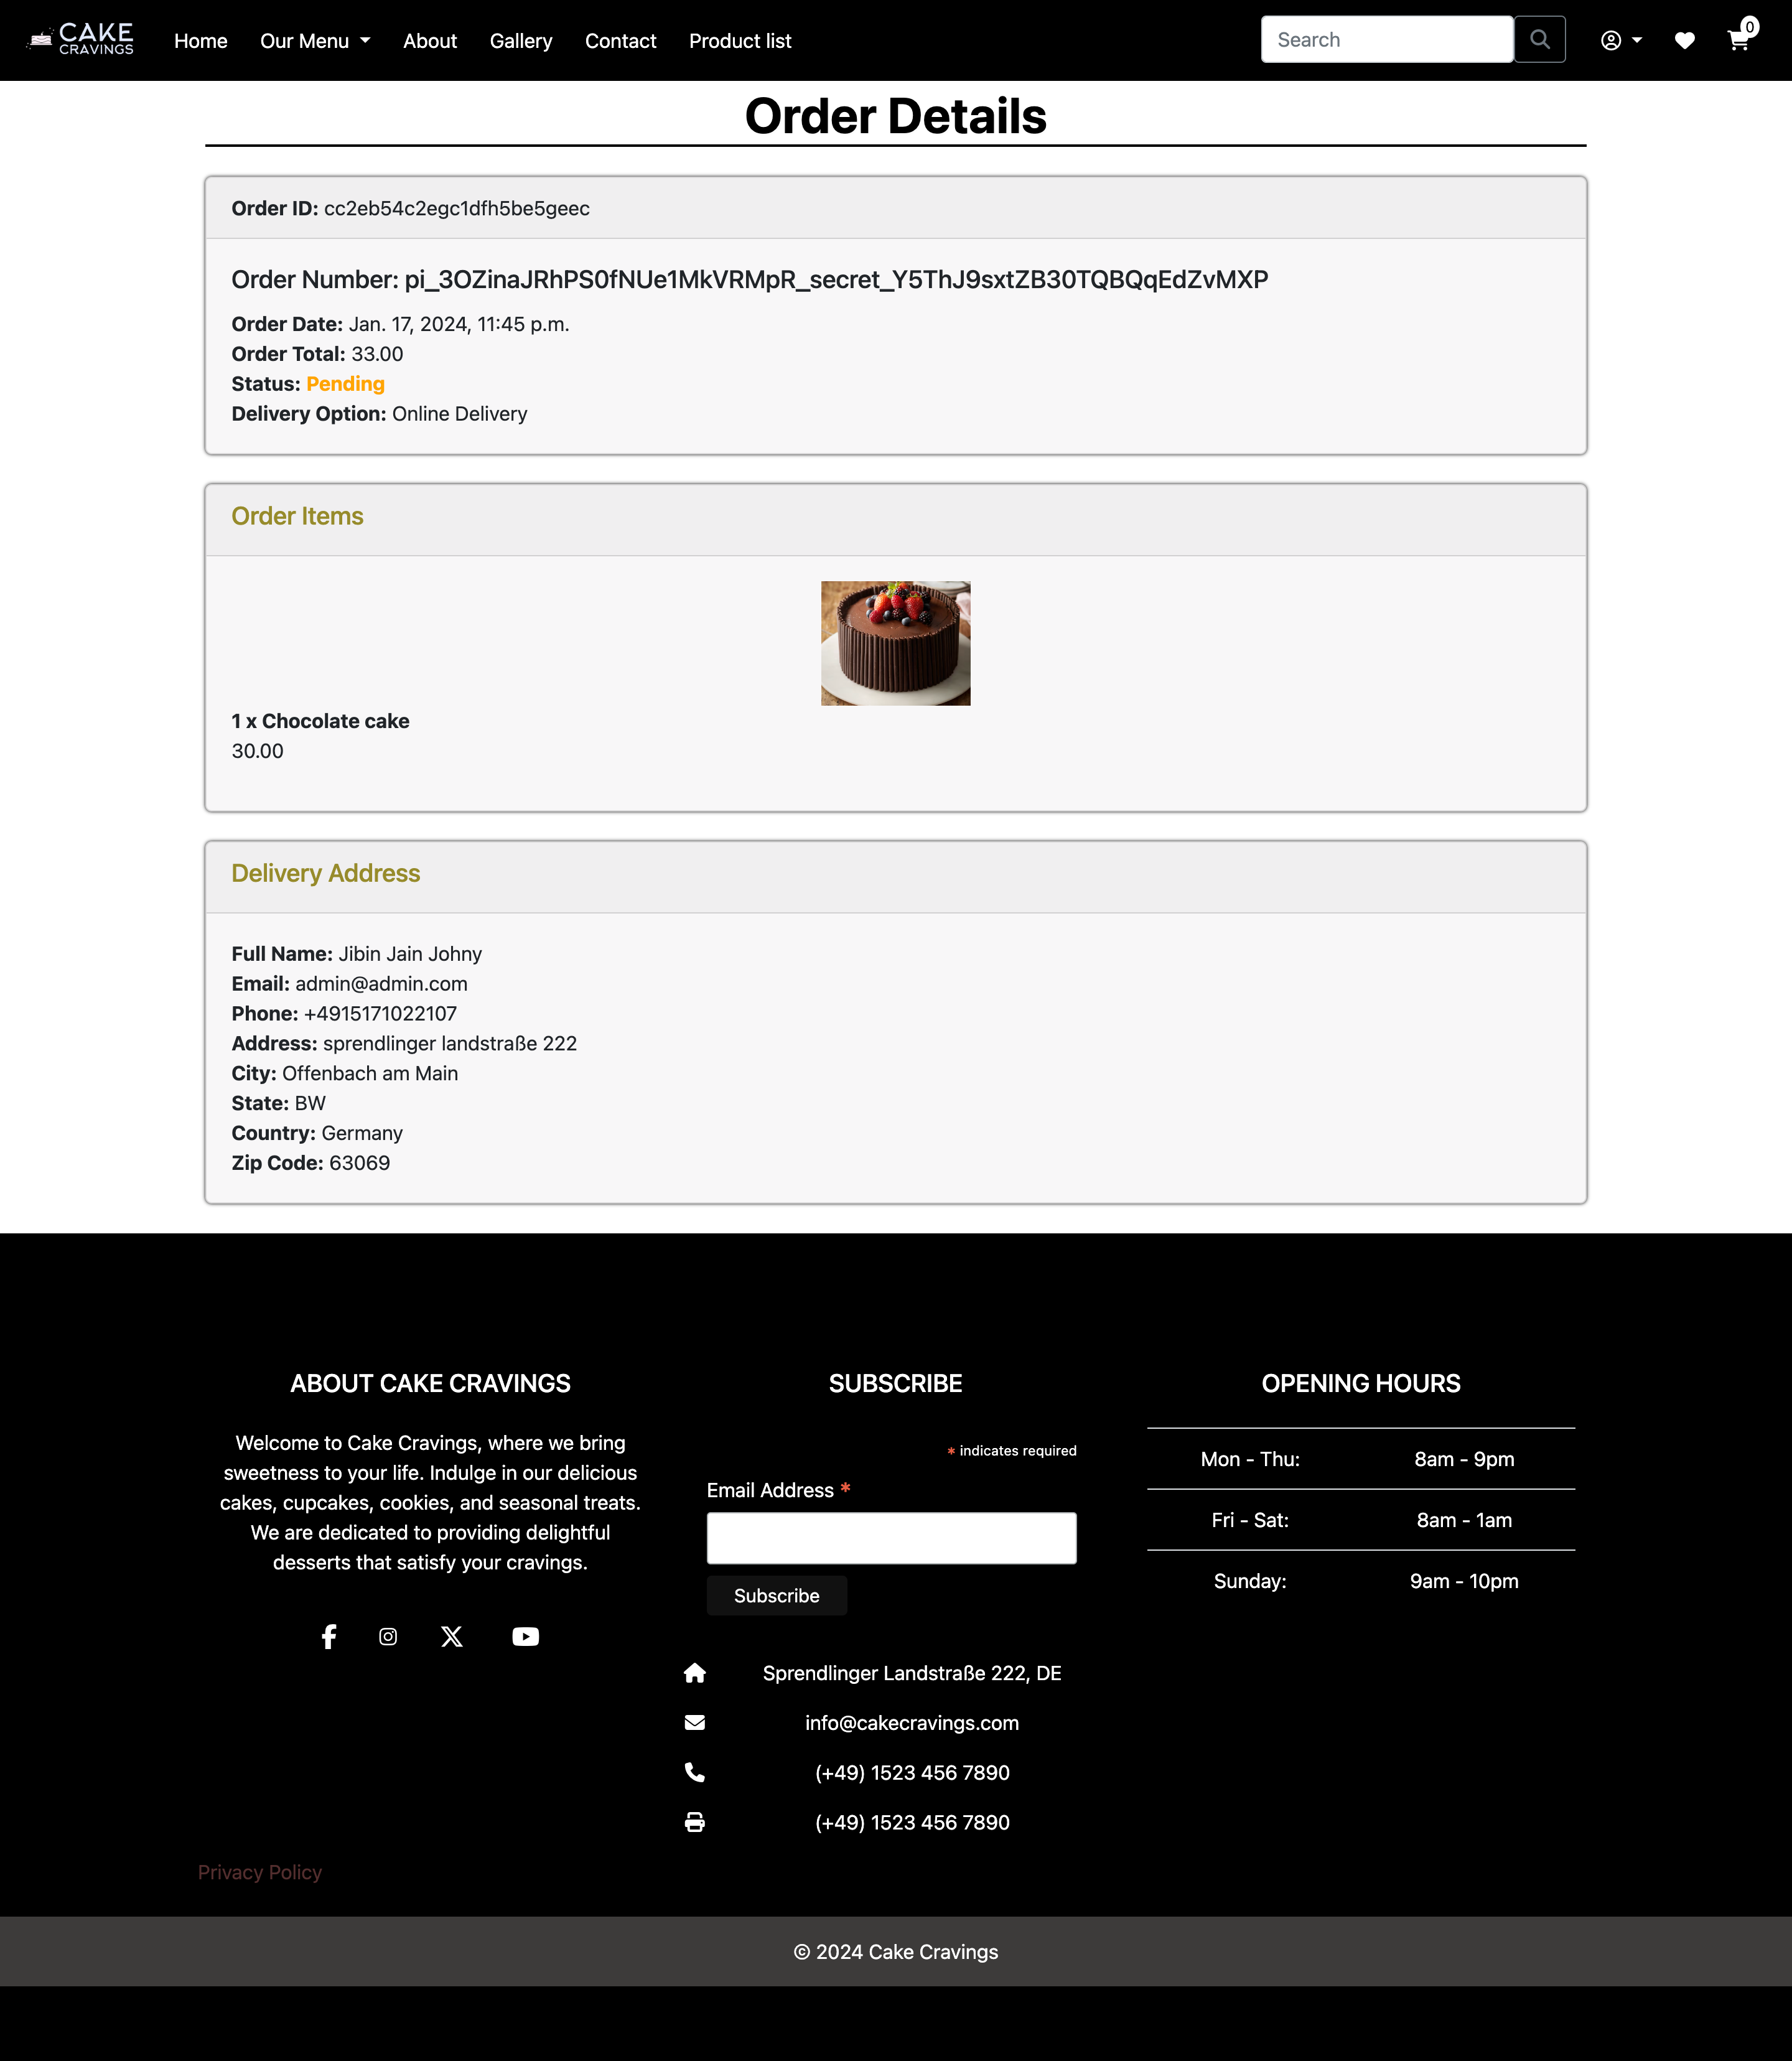 CAKE
CRAVINGS
Home
Our Menu
About
Gallery
Contact
Product list
Search
0
Order Details
Order ID: cc2eb54c2egc1dfh5be5geec
Order Number: pi_3OZinaJRhPS0fNUe1MkVRMpR_secret_Y5ThJ9sxtZB30TQBQqEdZvMXP
Order Date: Jan. 17, 2024, 11:45 p.m.
Order Total: 33.00
Status: Pending
Delivery Option: Online Delivery
Order Items
1 x Chocolate cake
30.00
Delivery Address
Full Name: Jibin Jain Johny
Email: admin@admin.com
Phone: +4915171022107
Address: sprendlinger landstraße 222
City: Offenbach am Main
State: BW
Country: Germany
Zip Code: 63069
ABOUT CAKE CRAVINGS
Welcome to Cake Cravings, where we bring
sweetness to your life. Indulge in our delicious
cakes, cupcakes, cookies, and seasonal treats.
We are dedicated to providing delightful
desserts that satisfy your cravings.
SUBSCRIBE
* indicates required
Email Address *
Subscribe
Sprendlinger Landstraße 222, DE
info@cakecravings.com
(+49) 1523 456 7890
(+49) 1523 456 7890
OPENING HOURS
Mon - Thu: 8am - 9pm
Fri - Sat: 8am - 1am
Sunday: 9am - 10pm
Privacy Policy
© 2024 Cake Cravings